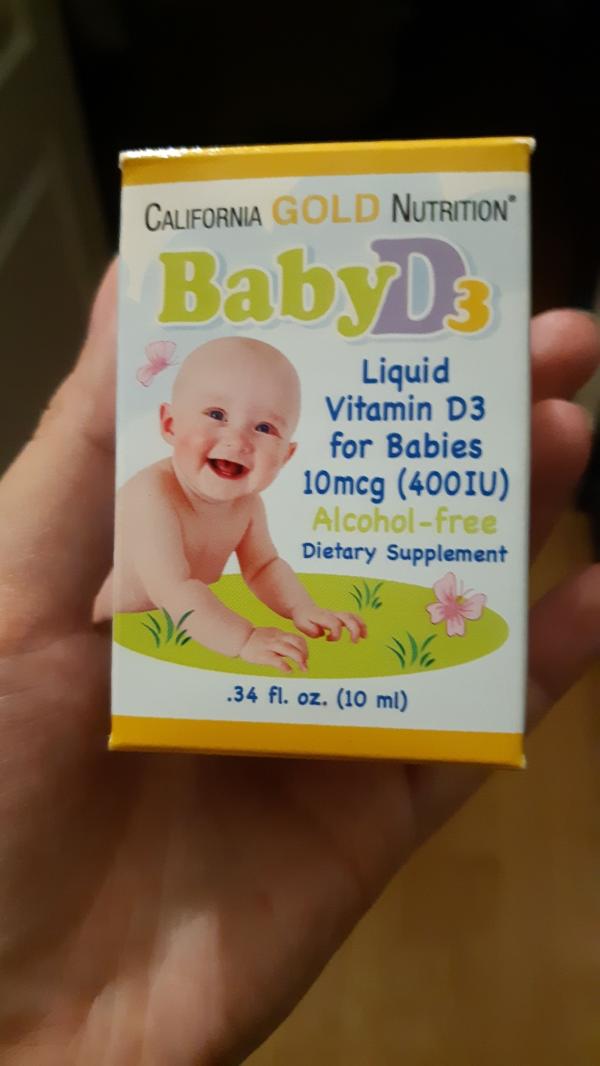 CALIFORNIA GOLD NUTRITION®
BabyD3
Liquid
Vitamin D3
for Babies
10mcg (400IU)
Alcohol-free
Dietary Supplement
.34 fl. oz. (10 ml)